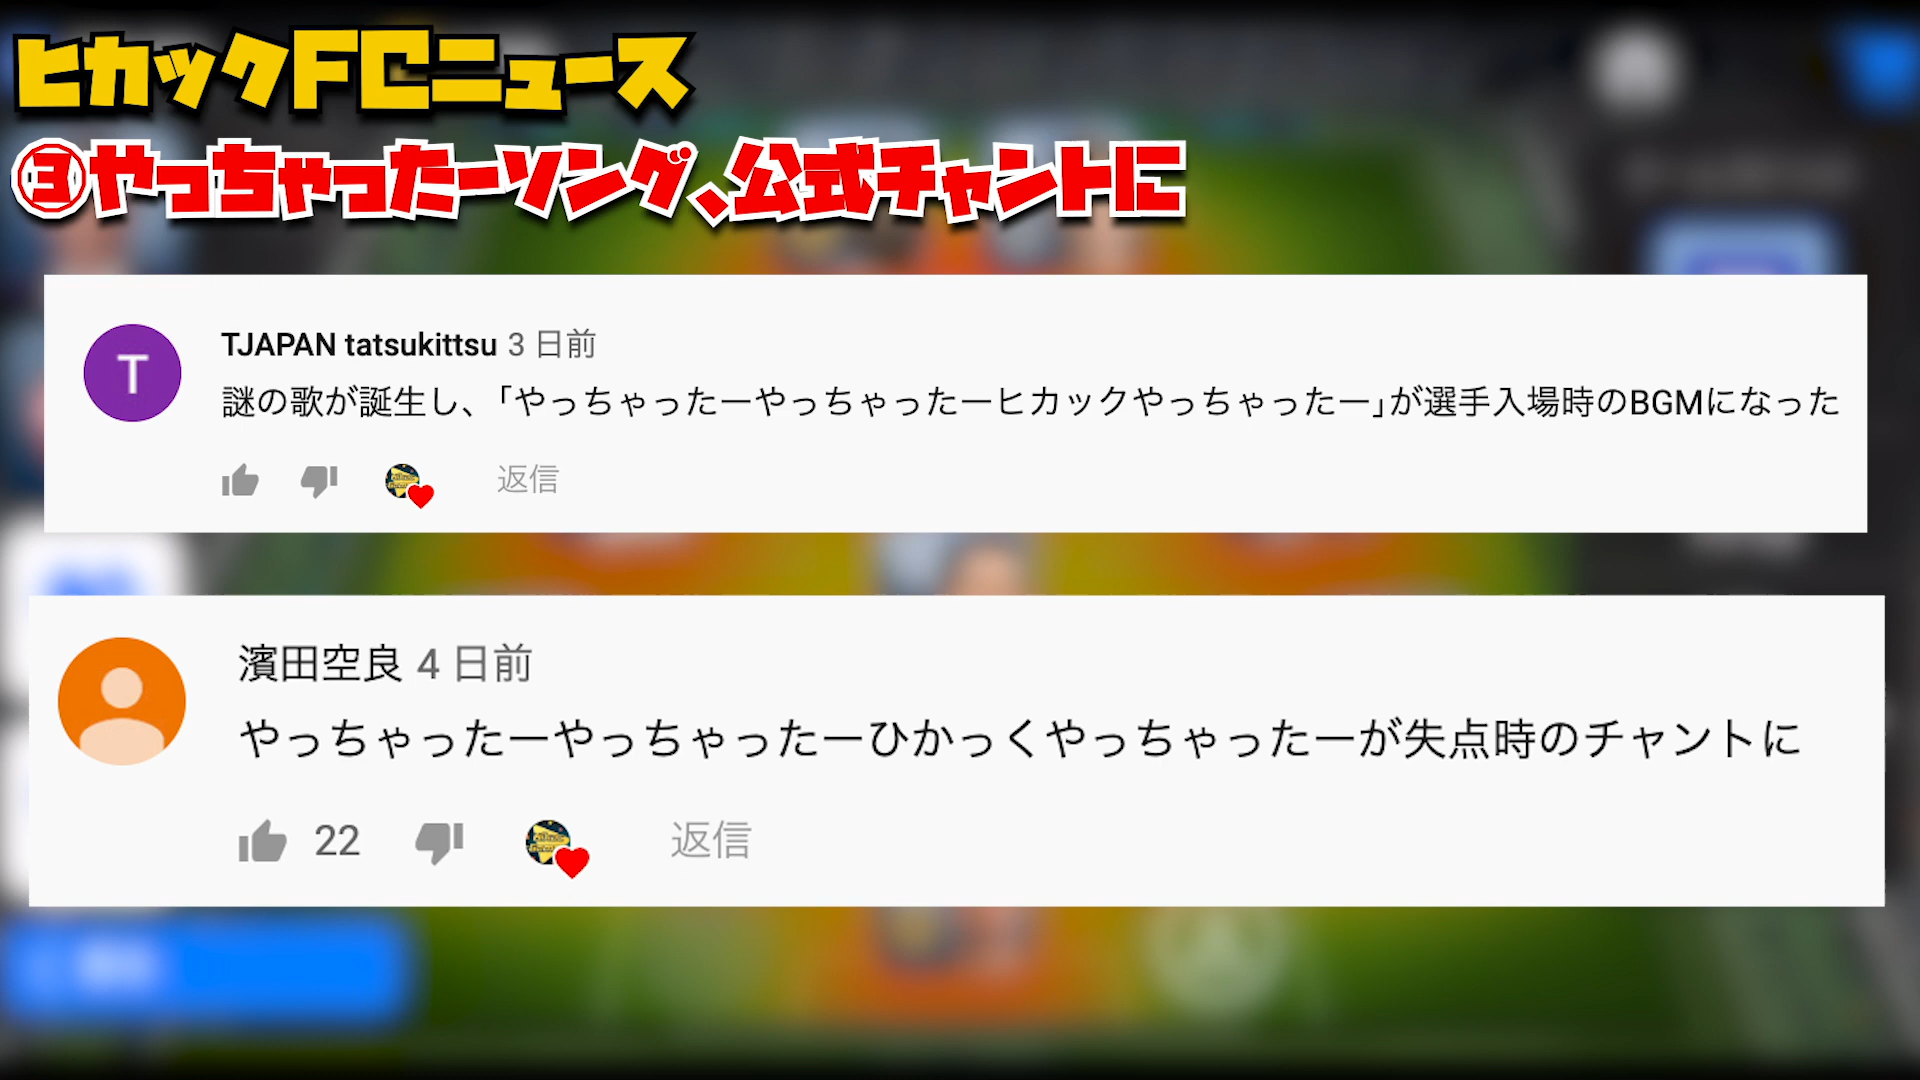 ヒカックFCニュース
③やっちゃったーソング、公式チャントに
T
TJAPAN tatsukittsu 3 日前
謎の歌が誕生し、「やっちゃったーやっちゃったーヒカックやっちゃったー」が選手入場時のBGMになった
返信
濱田空良 4 日前
やっちゃったーやっちゃったーひかっくやっちゃったーが失点時のチャントに
22
返信